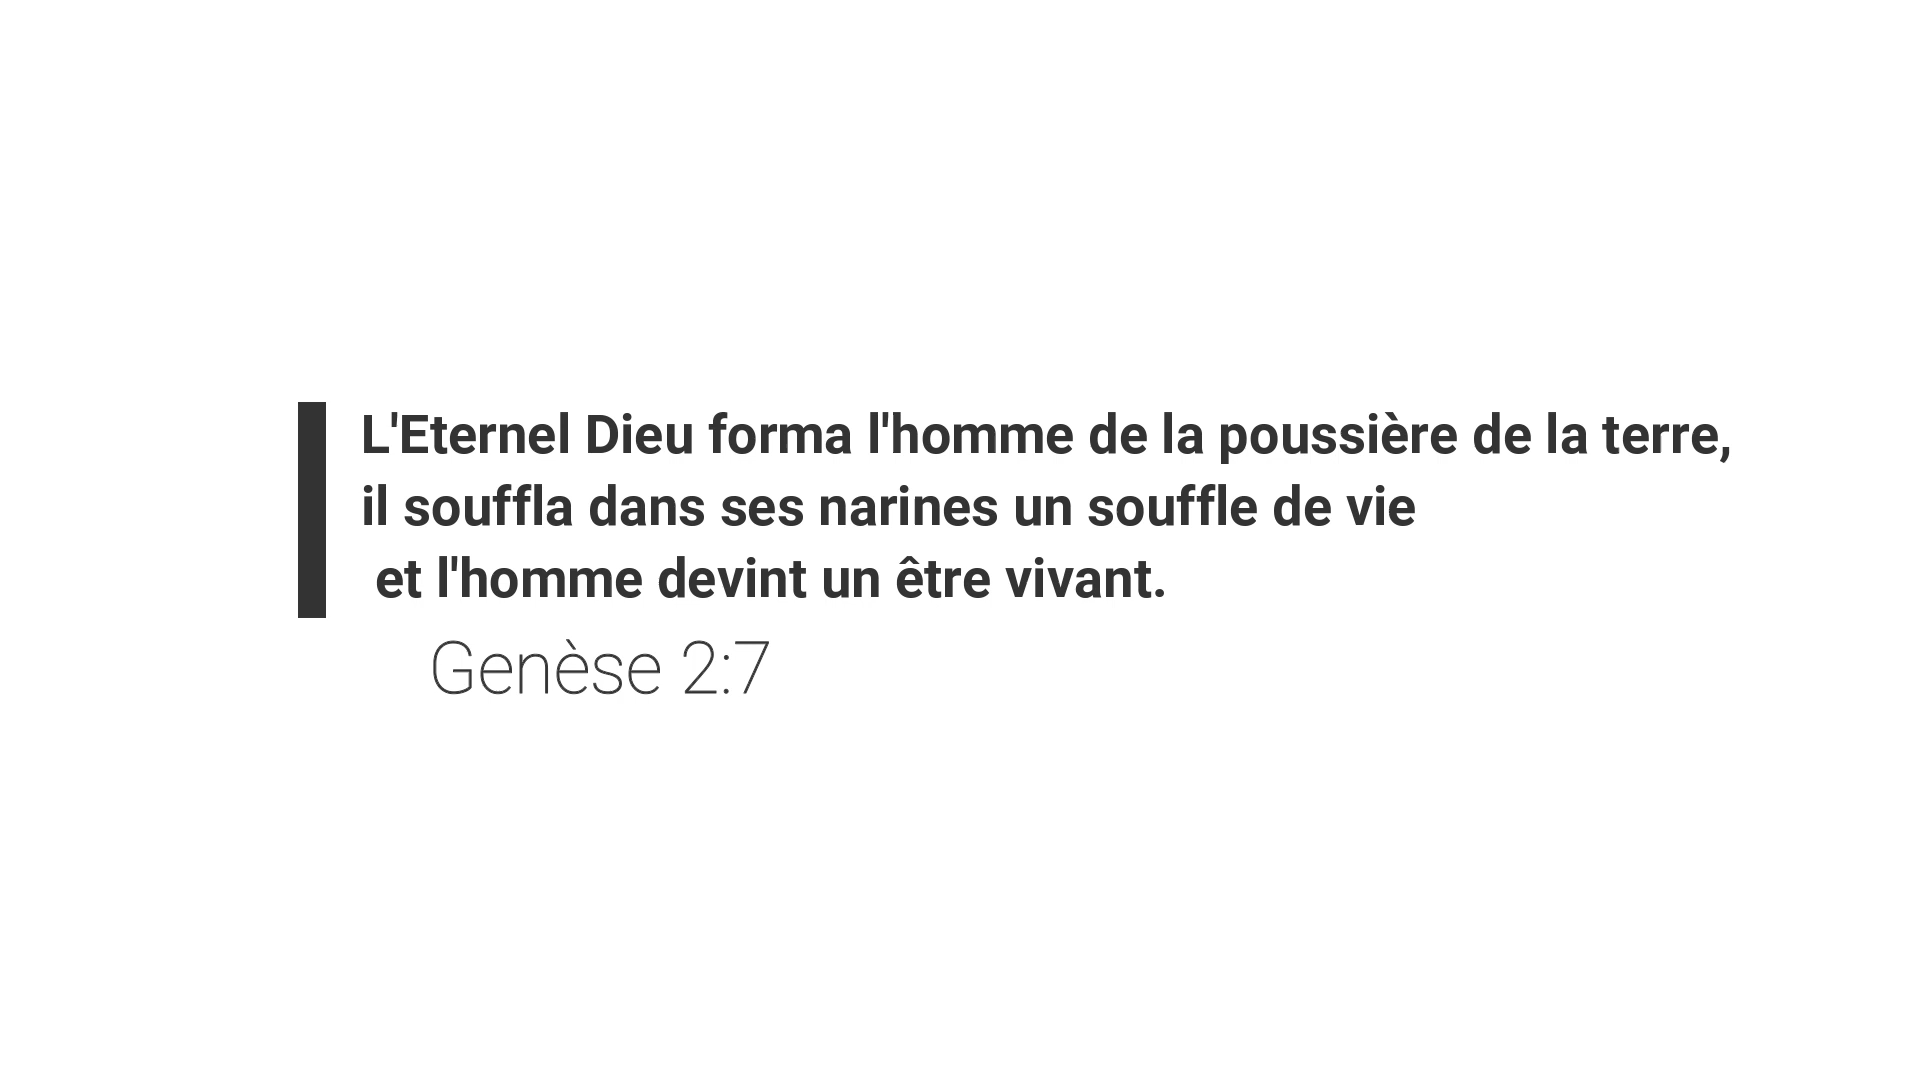 L'Eternel Dieu forma l'homme de la poussière de la terre,
il souffla dans ses narines un souffle de vie
et l'homme devint un être vivant.
Genèse 2:7